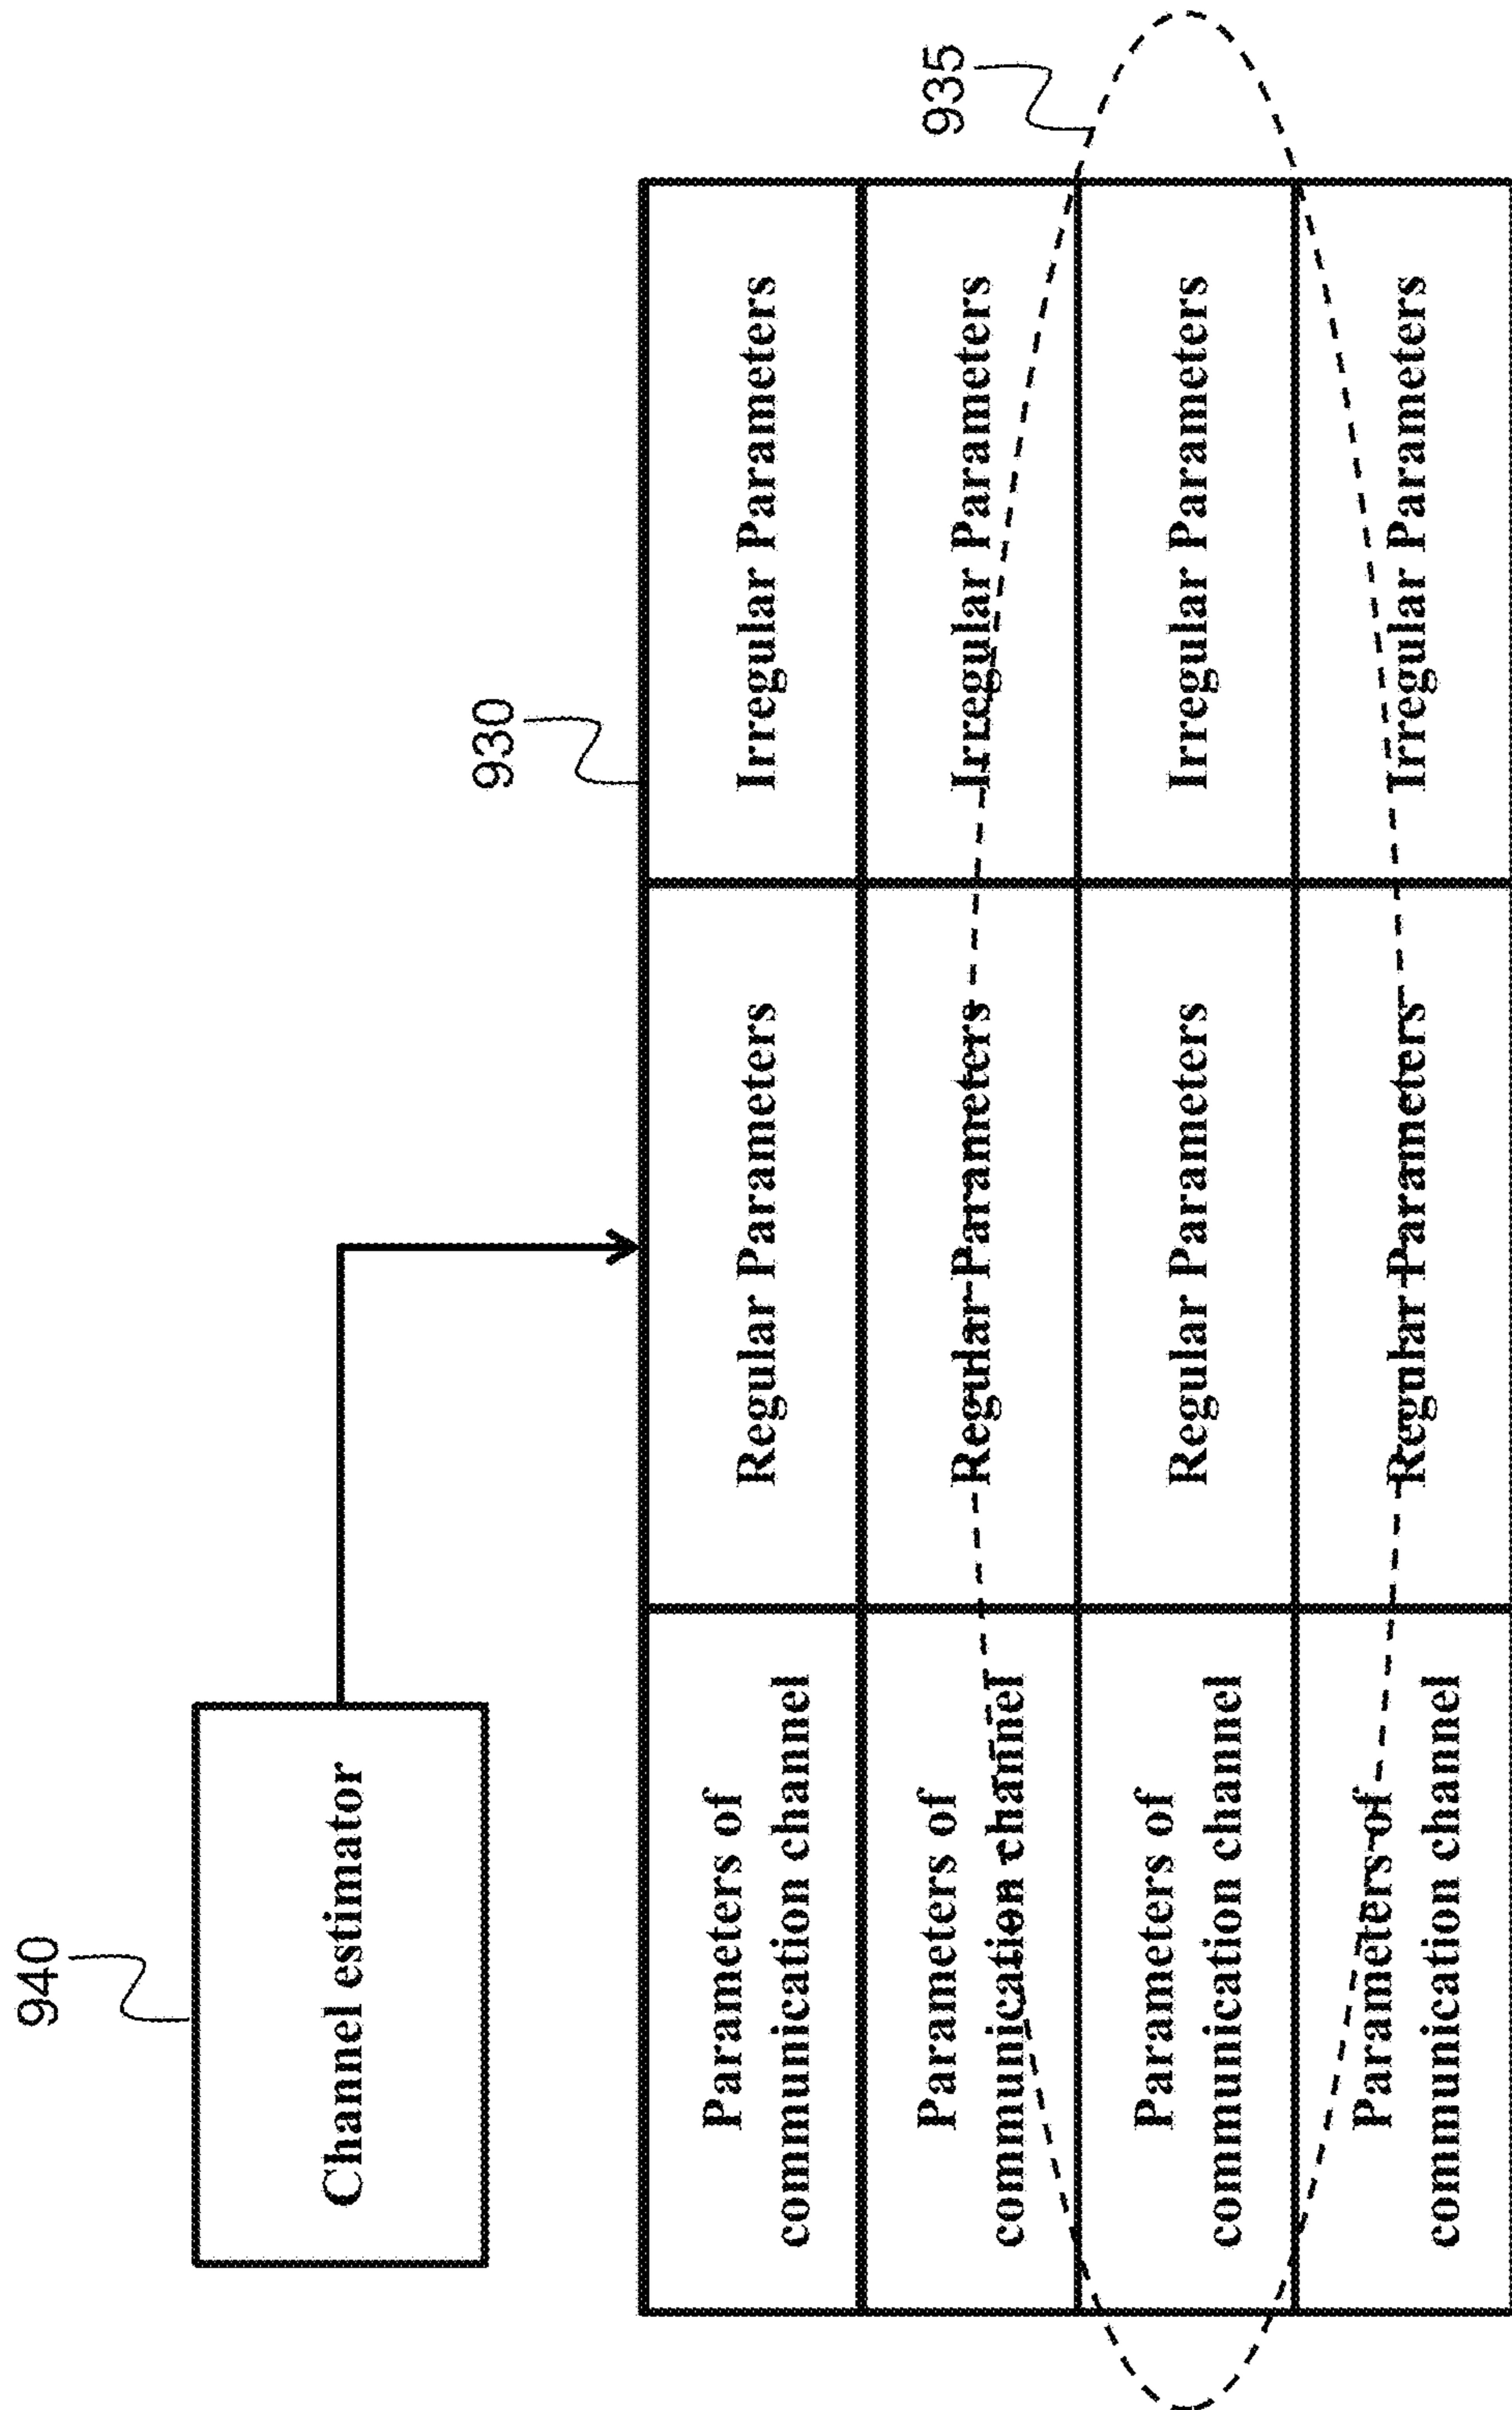 940
Channel estimator
930
Parameters of
communication channel
Regular Parameters
Irregular Parameters
935
Parameters of
communication channel
Regular Parameters
Irregular Parameters
Parameters of
communication channel
Regular Parameters
Irregular Parameters
Parameters of
communication channel
Regular Parameters
Irregular Parameters